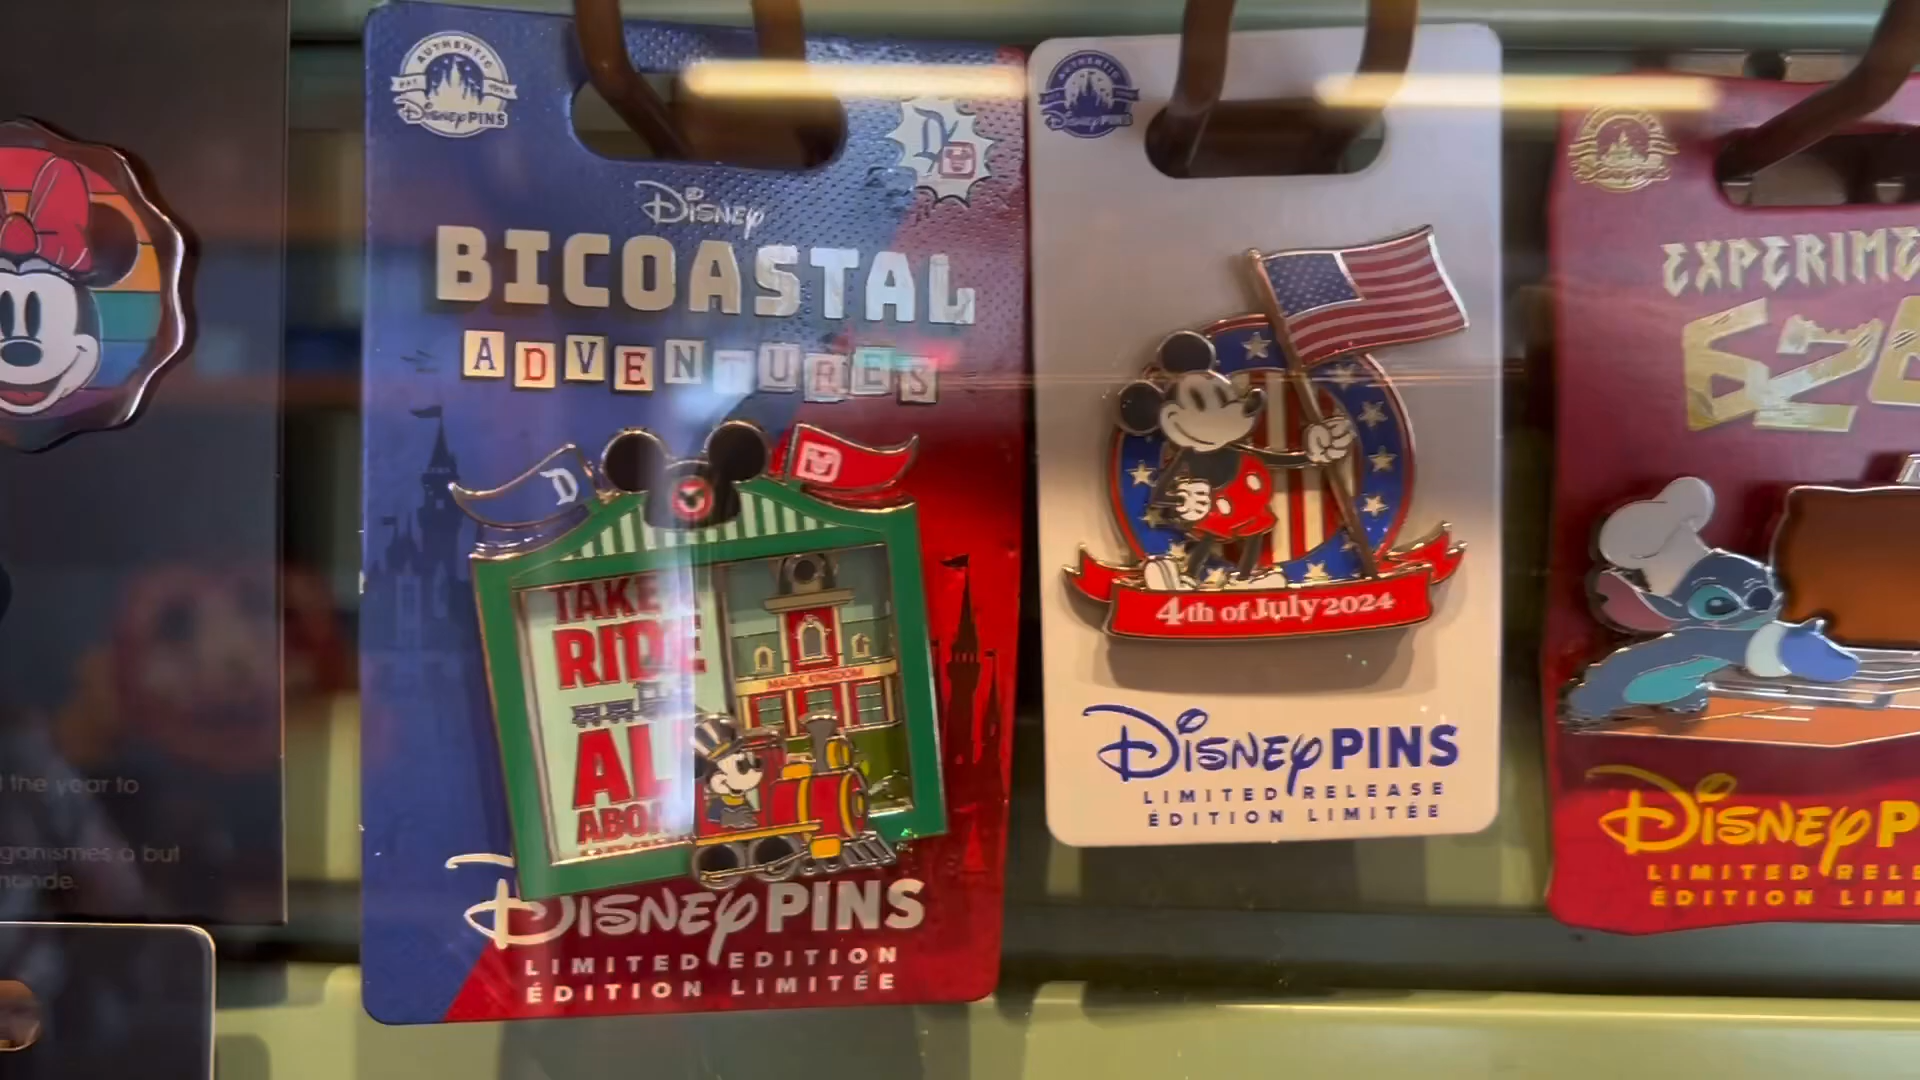 t the year to
ganismes à but
monde.
AUTHENTIC
DISNEY PINS
D
Disney
BICOASTAL
ADVENTURES
D
TAKE A
RIDE
ALL
ABOARD
MAGIC KINGDOM
Disney PINS
LIMITED EDITION
ÉDITION LIMITÉE
AUTHENTIC
Disney PINS
4th of July 2024
Disney PINS
LIMITED RELEASE
ÉDITION LIMITÉE
EXPERIME
626
Disney P
LIMITED RELE
ÉDITION LIM